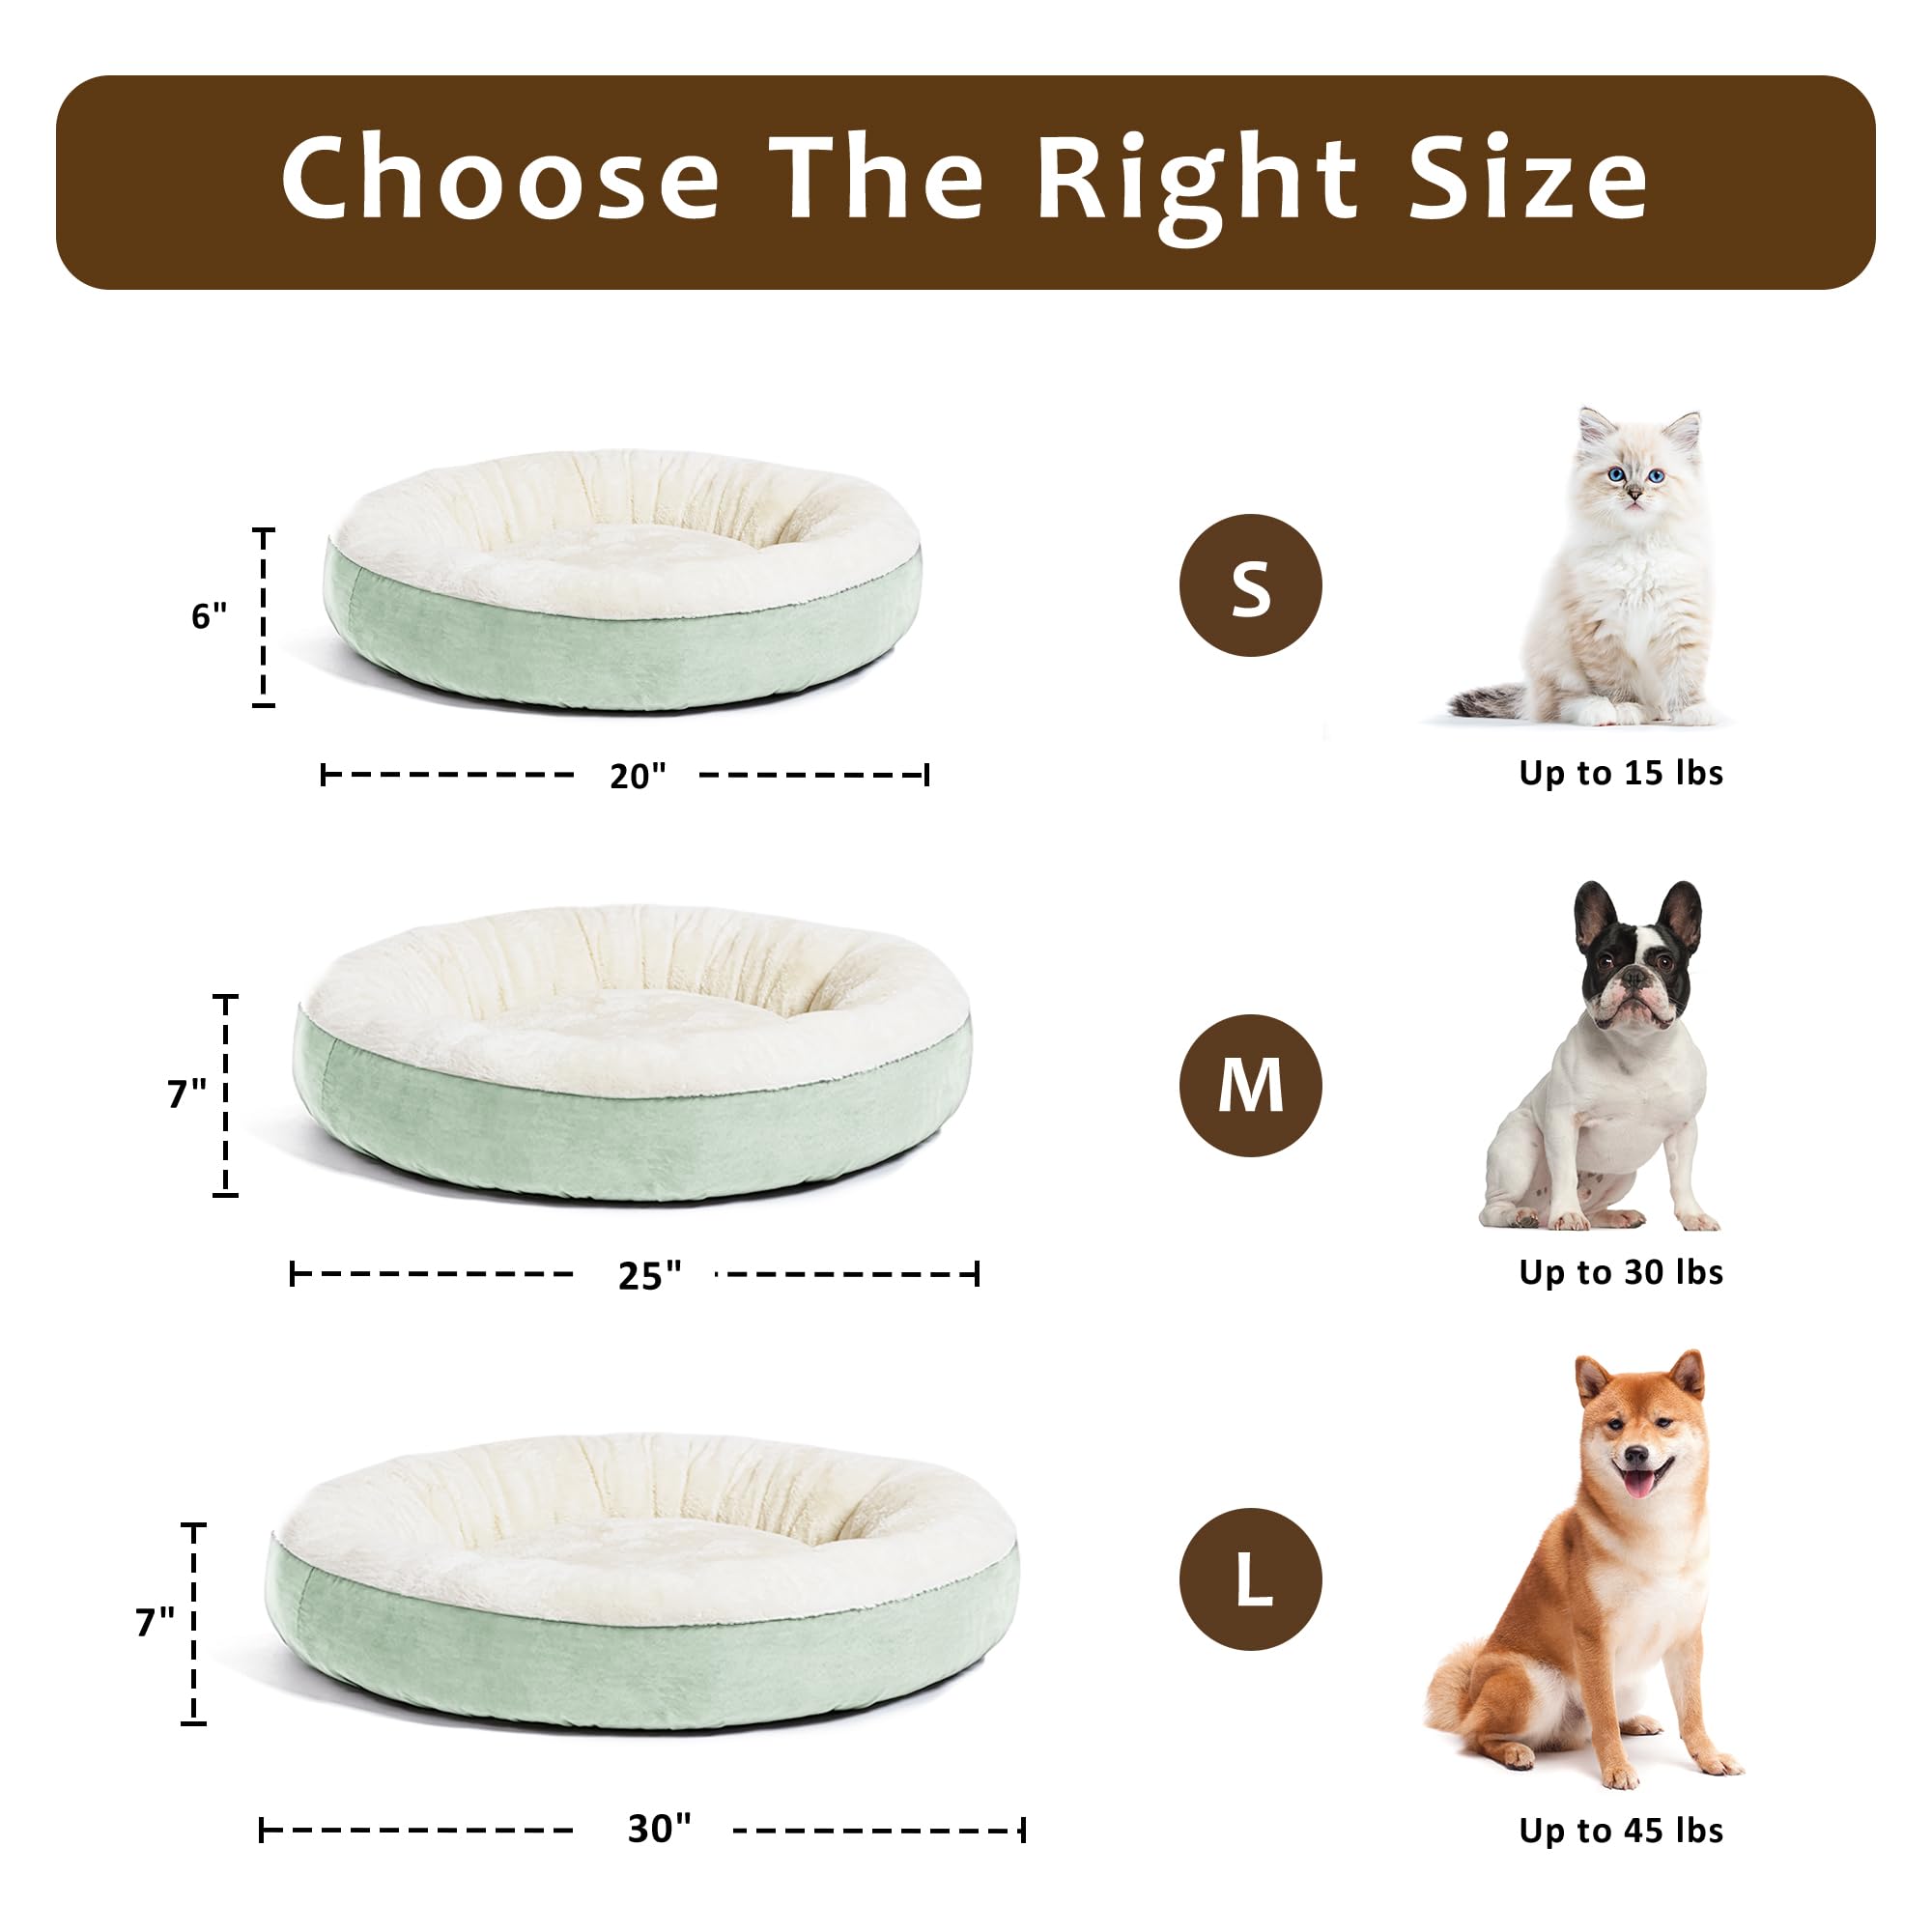 Choose The Right Size
6"
S
20"
Up to 15 lbs
7"
M
25"
Up to 30 lbs
7"
L
30"
Up to 45 lbs